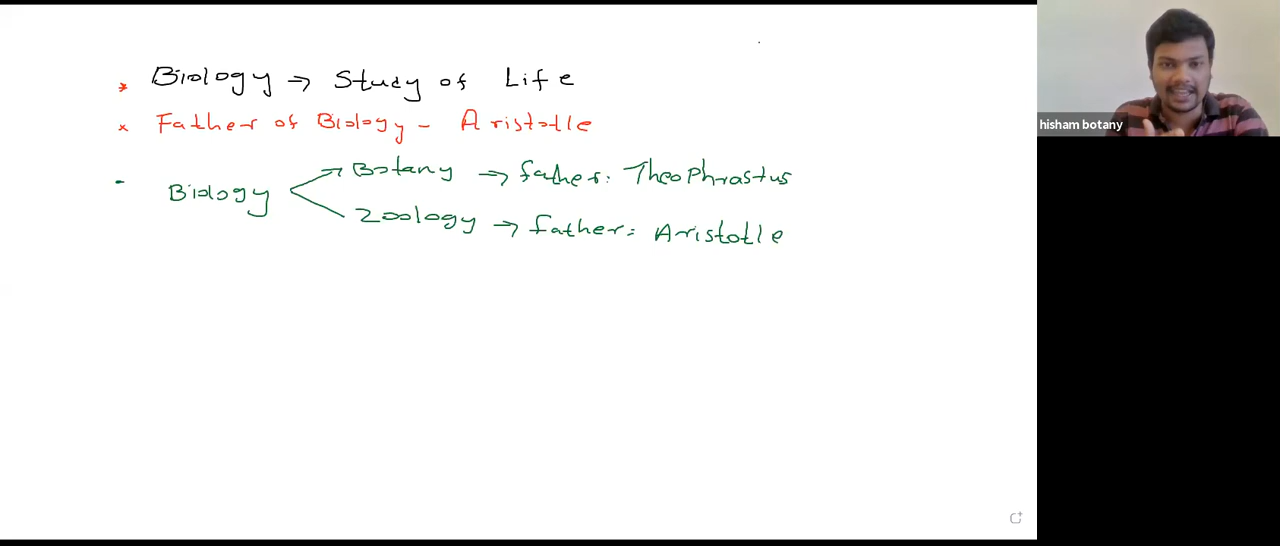 * Biology → Study of Life
* Father of Biology - Aristotle
hisham botany
- Biology
Botany → father: Theophrastus
Zoology → father: Aristotle